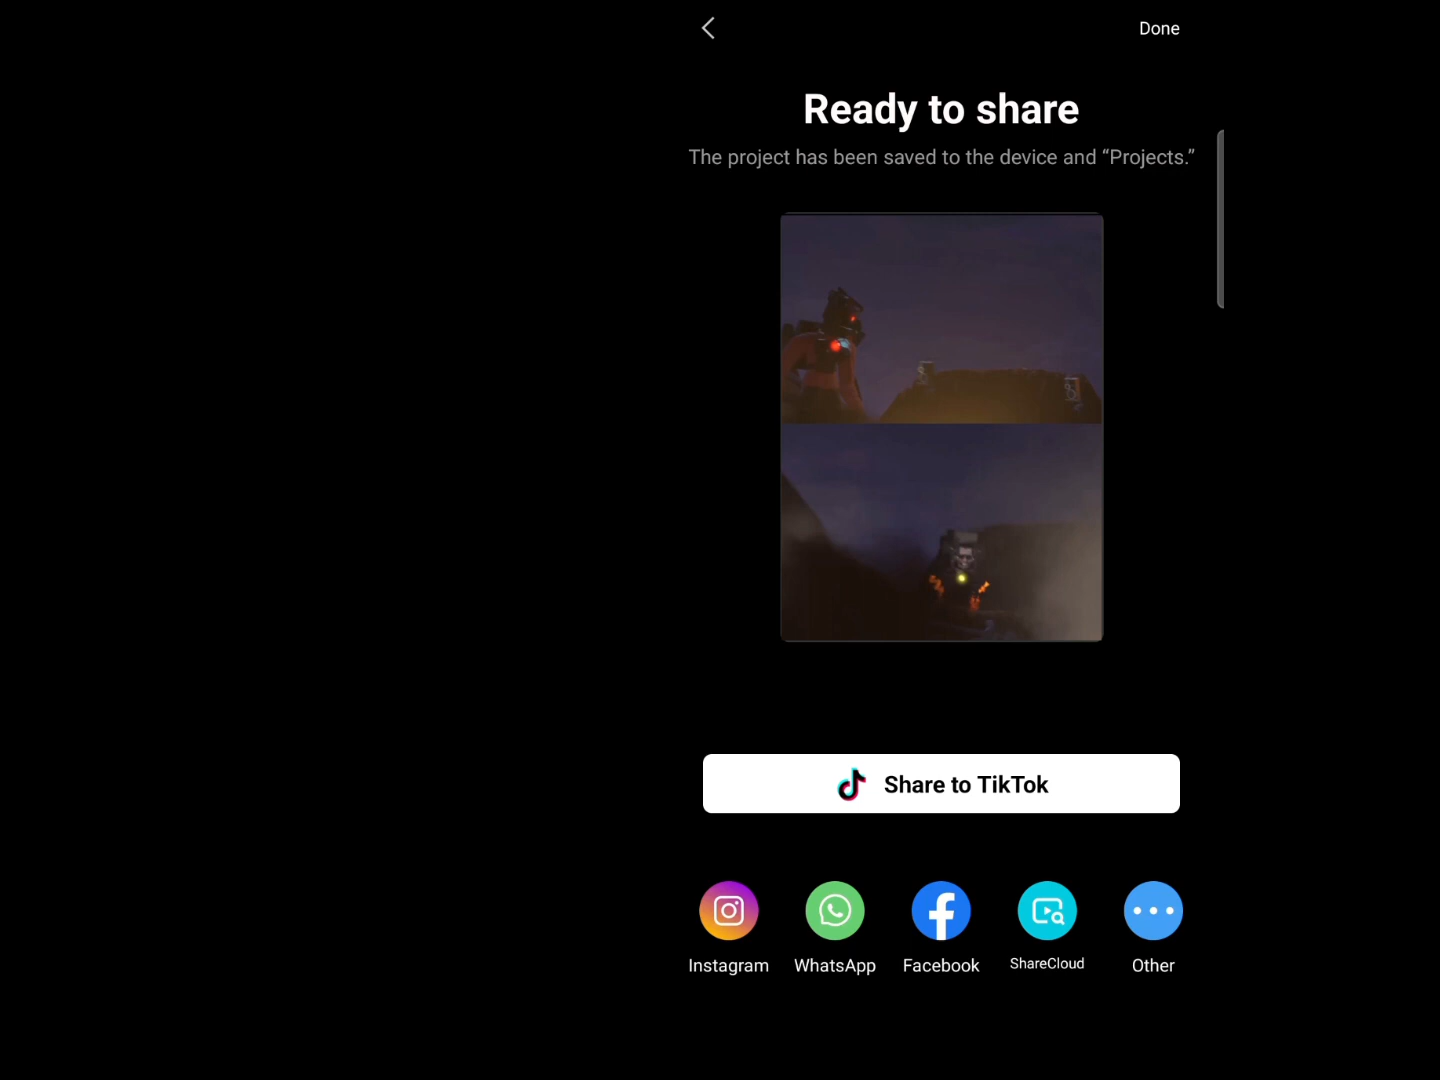 Done
Ready to share
The project has been saved to the device and “Projects.”
Share to TikTok
Instagram
WhatsApp
Facebook
ShareCloud
Other